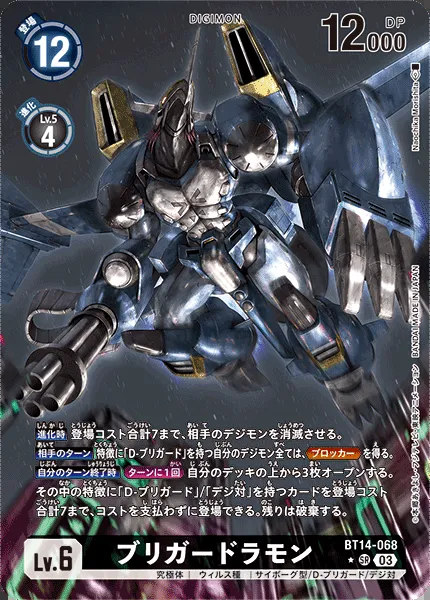 DIGIMON
登場
12
12000
DP
進化
Lv.5
4
Naochika Morishita
BANDAI MADE IN JAPAN
進化時 登場コスト合計7まで、相手のデジモンを消滅させる。
相手のターン 特徴に「D-ブリガード」を持つ自分のデジモン全ては、ブロッカーを得る。
自分のターン終了時 ターンに1回 自分のデッキの上から3枚オープンする。
その中の特徴に「D-ブリガード」/「デジ対」を持つカードを登場コスト
合計7まで、コストを支払わずに登場できる。残りは破棄する。
Lv.6
ブリガードラモン
BT14-068
SR 03
究極体 ウィルス種 サイボーグ型/D-ブリガード/デジ対